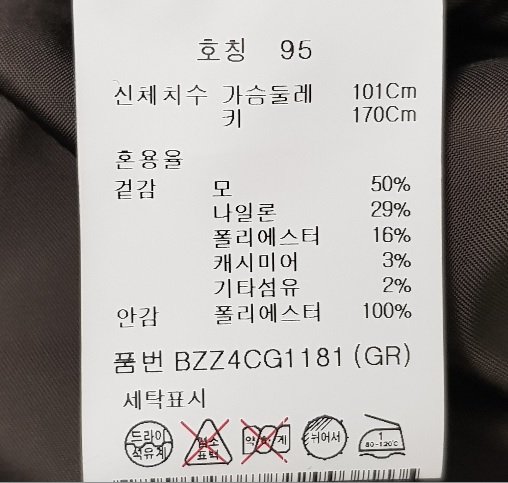 호칭 95
신체치수 가슴둘레 101Cm
키 170Cm
혼용율
겉감 모 50%
나일론 29%
폴리에스터 16%
캐시미어 3%
기타섬유 2%
안감 폴리에스터 100%
품번 BZZ4CG1181 (GR)
세탁표시
드라이 염소 약하게 뉘어서 1
석유계 표백 80-120℃